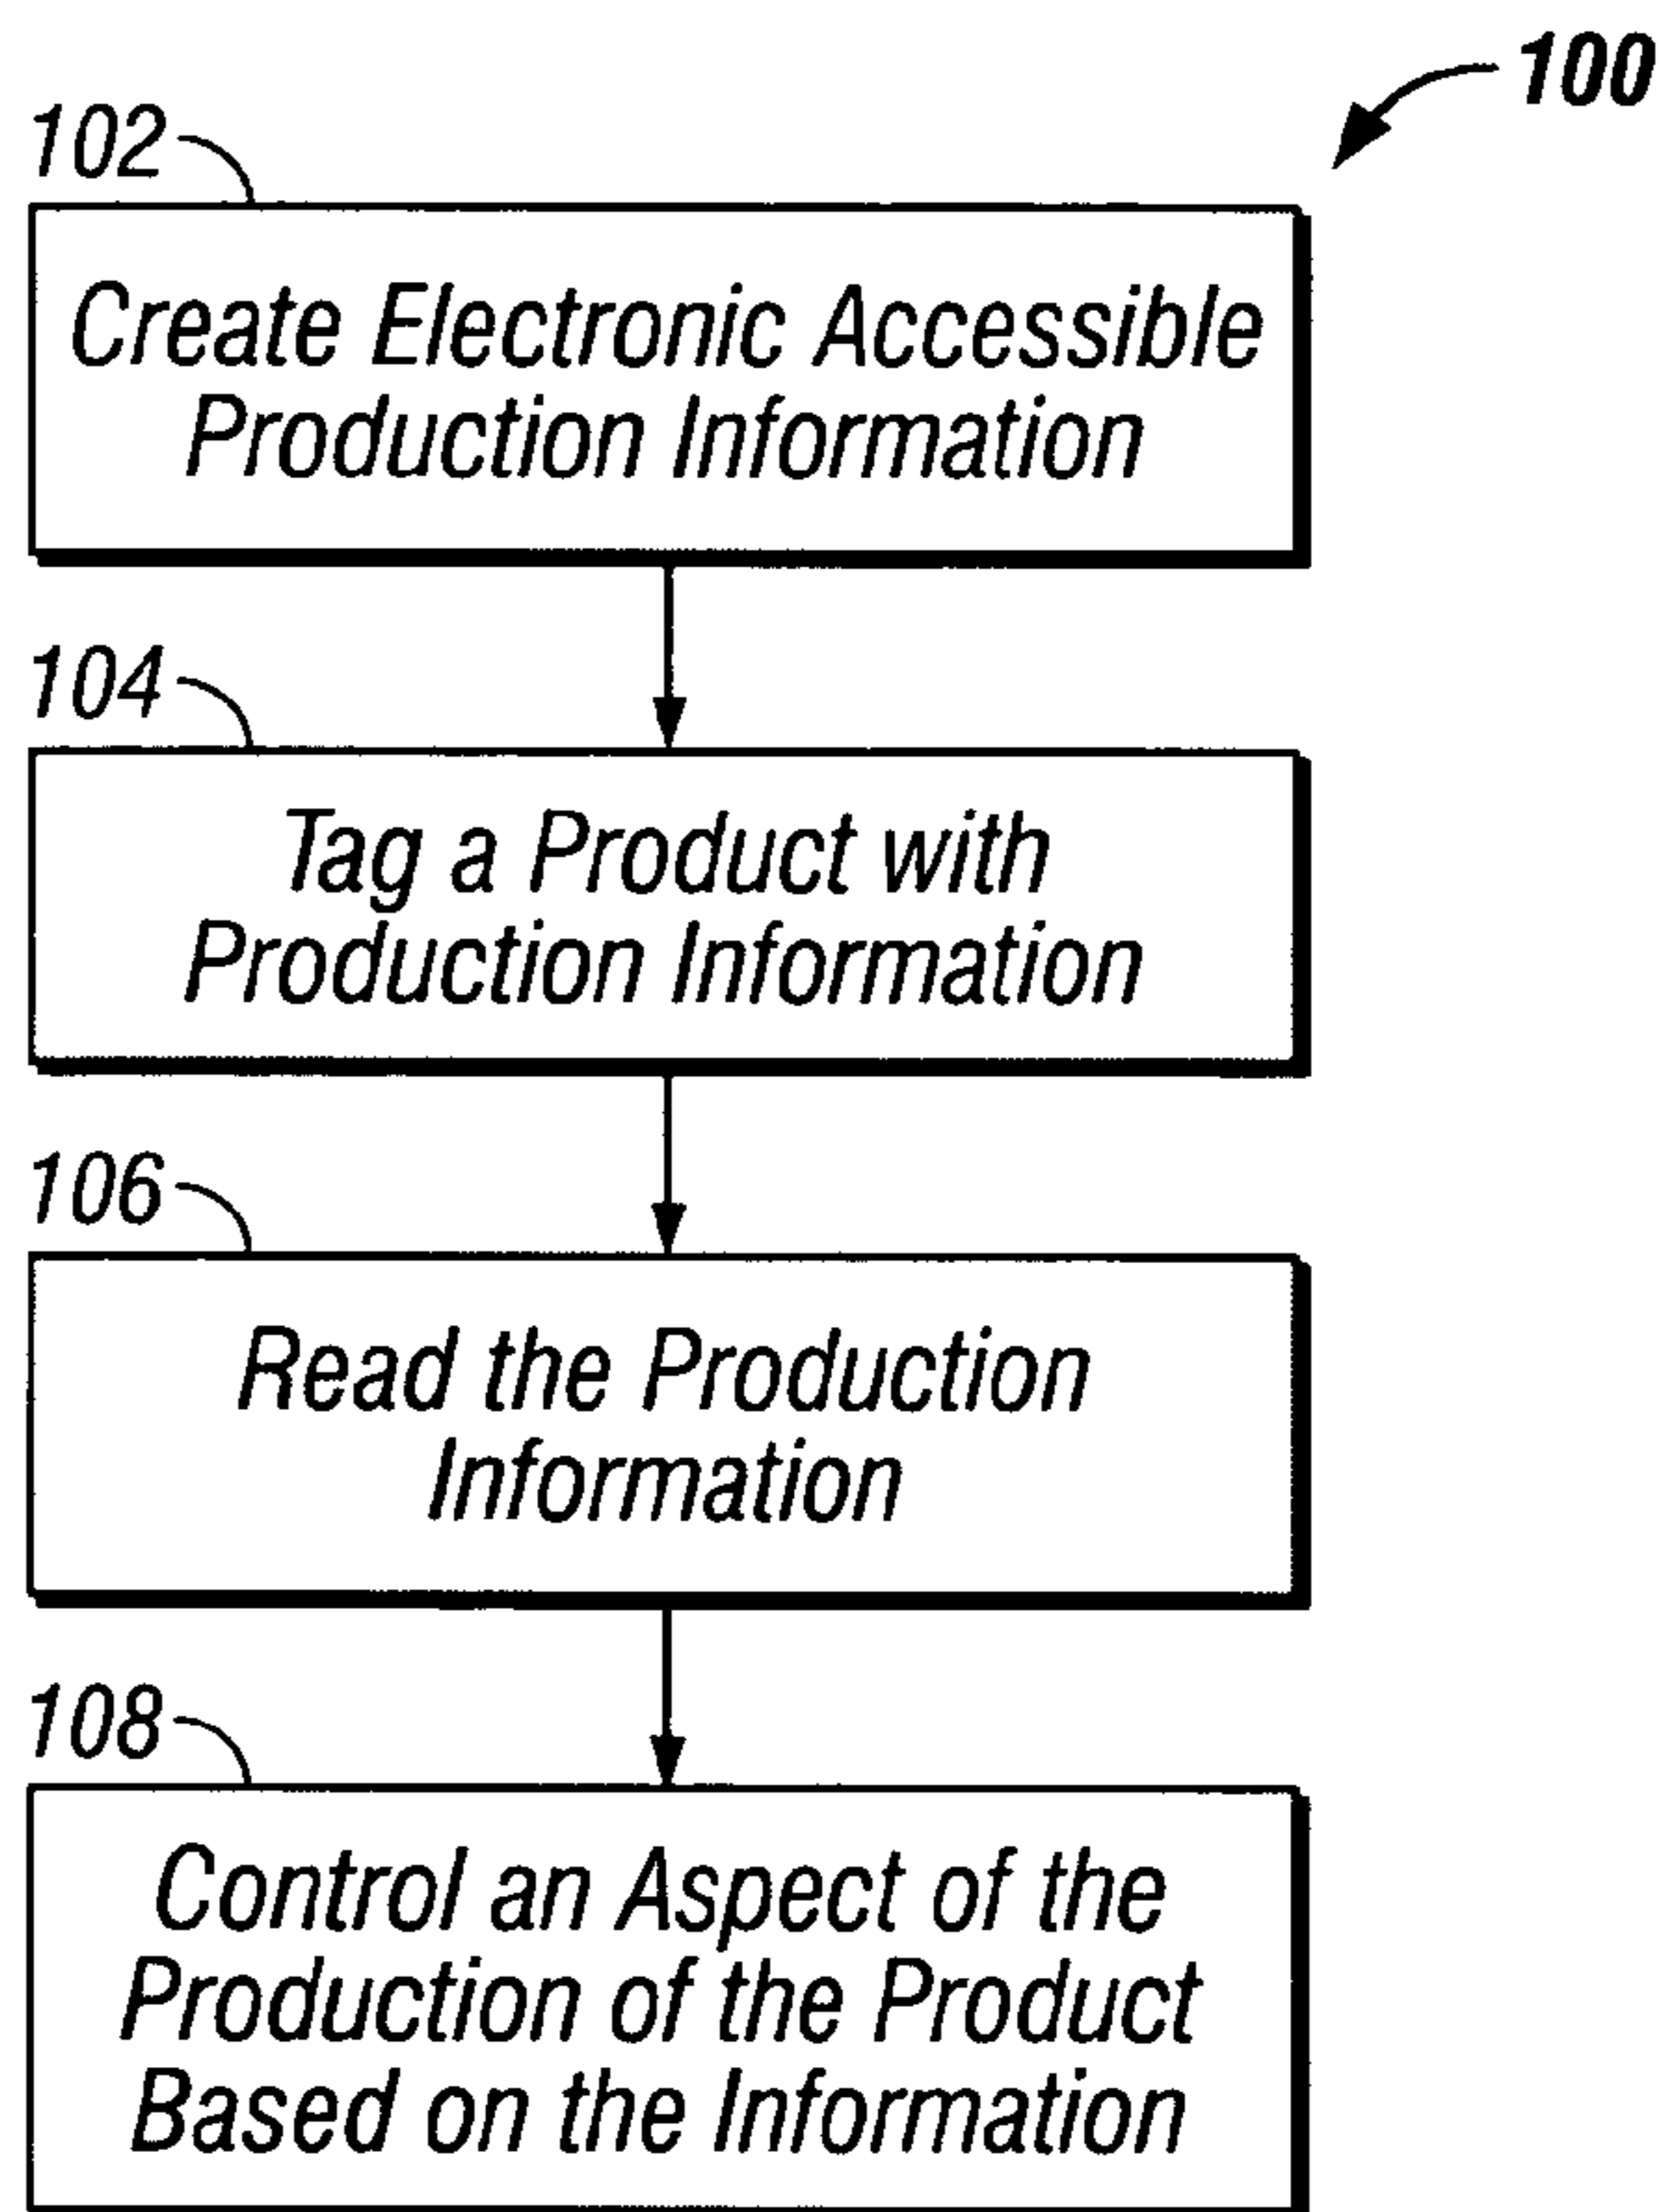 100
102
Create Electronic Accessible
Production Information
104
Tag a Product with
Production Information
106
Read the Production
Information
108
Control an Aspect of the
Production of the Product
Based on the Information